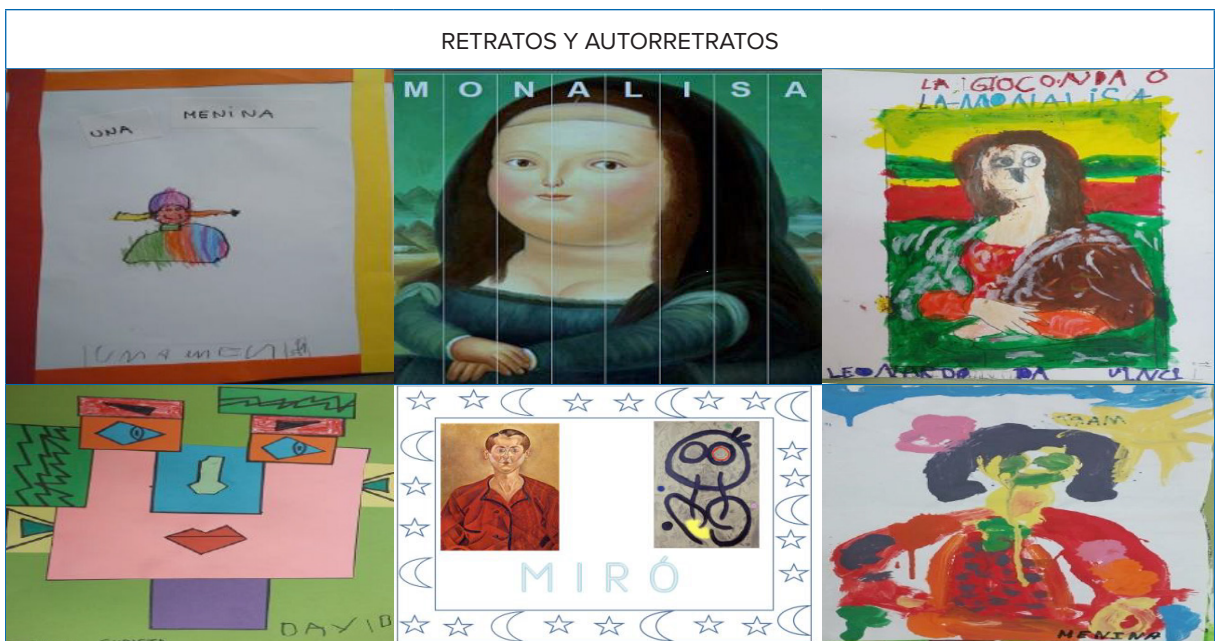 RETRATOS Y AUTORRETRATOS
UNA
MENINA
MONALISA
LA GIOCONDA O
LA MONALISA
LEONARDO DA VINCI
DAVID
MIRÓ
MENINA